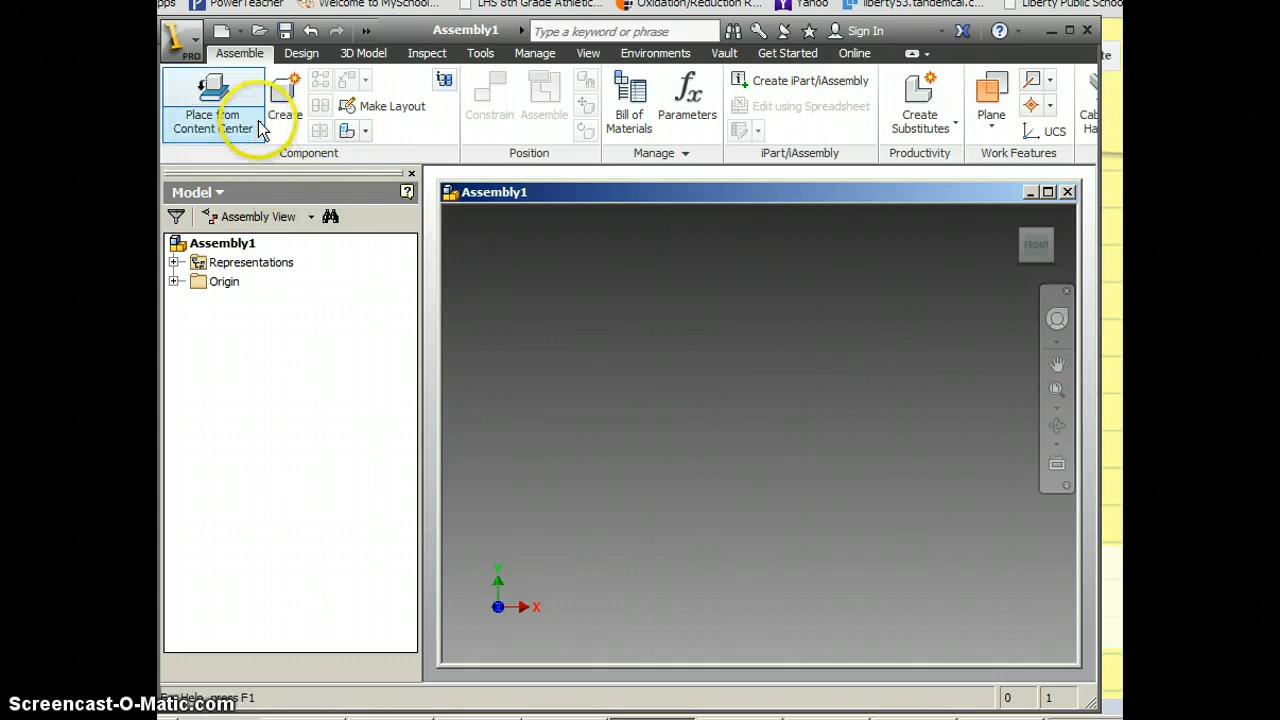 pps PowerTeacher Welcome to MySchool... LHS 8th Grade Athletic... Oxidation/Reduction R... Yahoo liberty53.tandemcal.c... Liberty Public School
Assembly1 Type a keyword or phrase Sign In
PRO
Assemble Design 3D Model Inspect Tools Manage View Environments Vault Get Started Online
Place from Content Center
Create
Make Layout
Component
Constrain Assemble
Position
Bill of Materials
fx
Parameters
Manage
Create iPart/iAssembly
Edit using Spreadsheet
iPart/iAssembly
Create Substitutes
Productivity
Plane
UCS
Work Features
Model
Assembly View
Assembly1
Representations
Origin
Assembly1
FRONT
Y
X
Help, press F1
0 1
Screencast-O-Matic.com